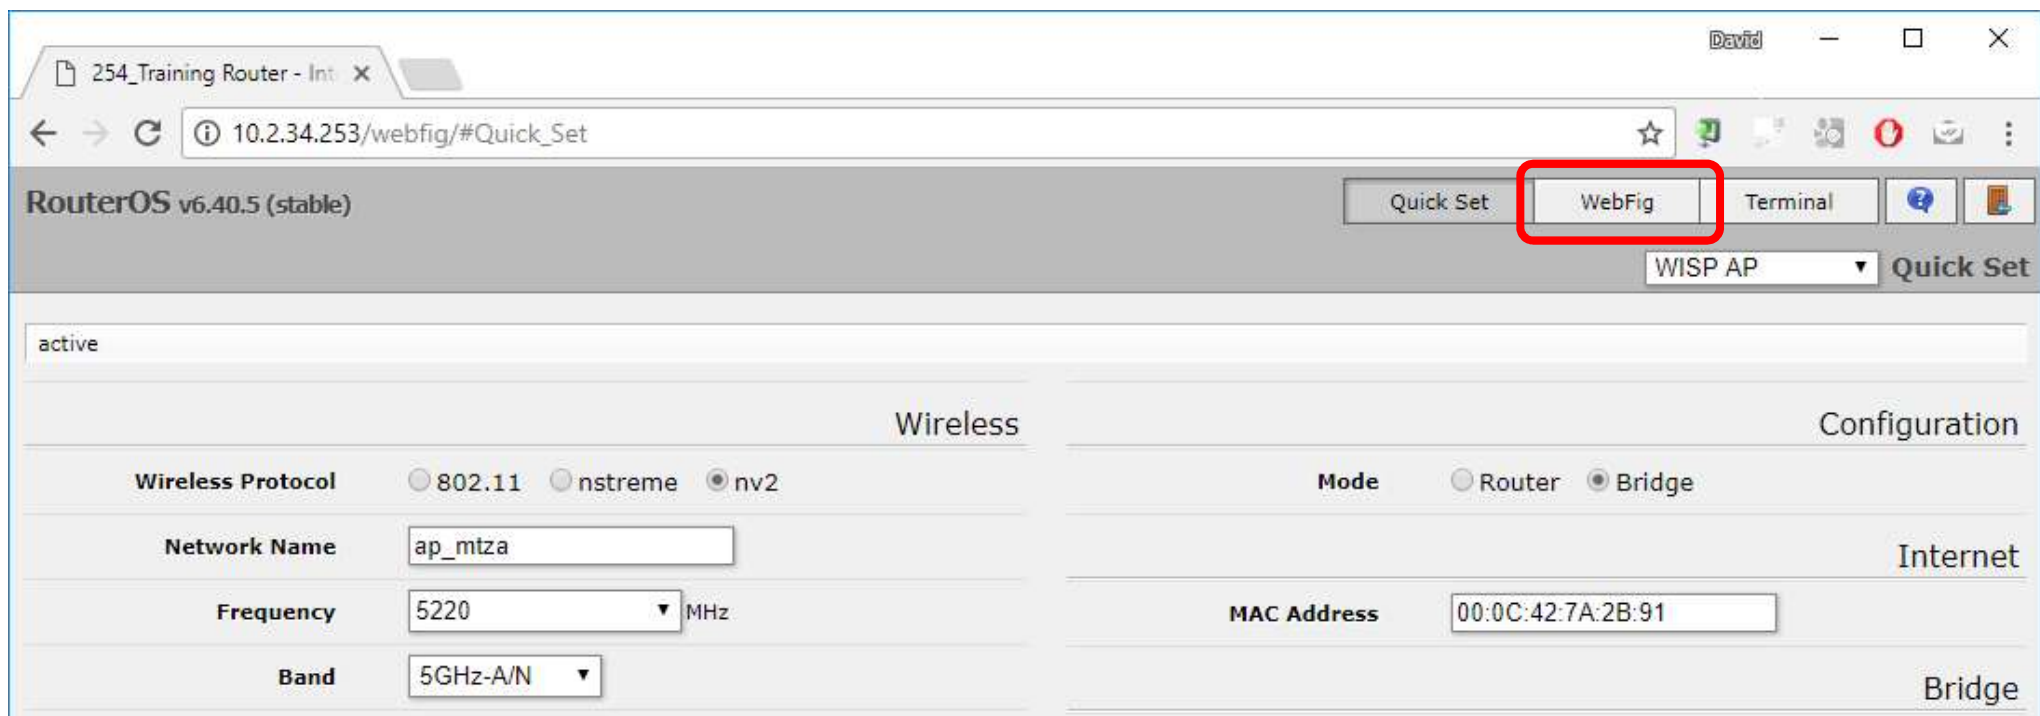 David
254_Training Router - Int
10.2.34.253/webfig/#Quick_Set
RouterOS v6.40.5 (stable)
Quick Set WebFig Terminal
WISP AP Quick Set
active
Wireless Configuration
Wireless Protocol 802.11 nstreme nv2 Mode Router Bridge
Network Name ap_mtza Internet
Frequency 5220 MHz MAC Address 00:0C:42:7A:2B:91
Band 5GHz-A/N Bridge